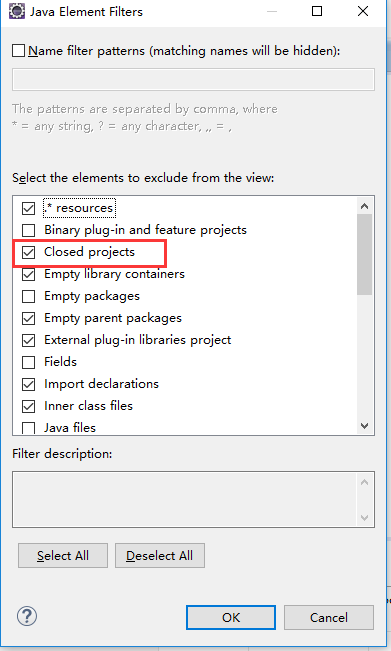 Java Element Filters
Name filter patterns (matching names will be hidden):
The patterns are separated by comma, where
* = any string, ? = any character, ,, = ,
Select the elements to exclude from the view:
.* resources
Binary plug-in and feature projects
Closed projects
Empty library containers
Empty packages
Empty parent packages
External plug-in libraries project
Fields
Import declarations
Inner class files
Java files
Filter description:
Select All
Deselect All
OK
Cancel